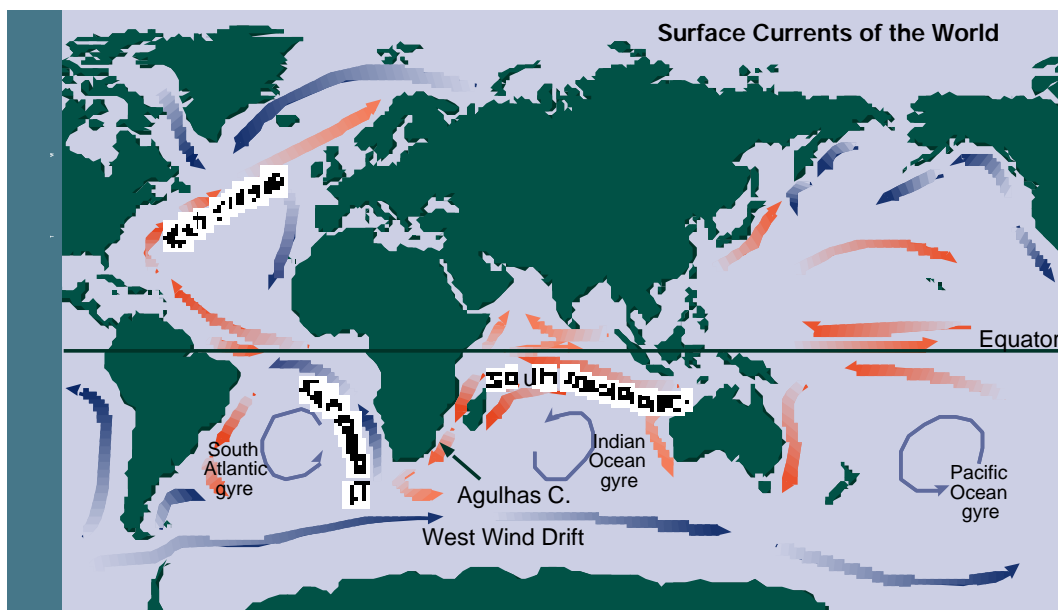 Surface Currents of the World
Equator
South
Atlantic
gyre
Indian
Ocean
gyre
Pacific
Ocean
gyre
Agulhas C.
West Wind Drift